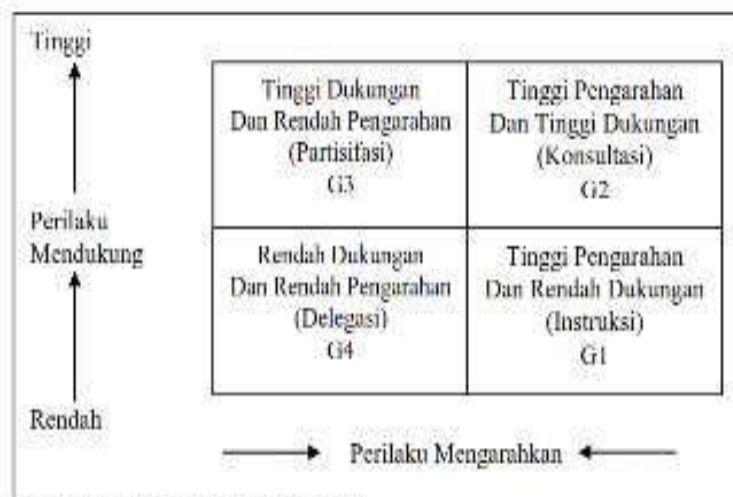 Tinggi
Tinggi Dukungan
Dan Rendah Pengarahan
(Partisifasi)
G3
Tinggi Pengarahan
Dan Tinggi Dukungan
(Konsultasi)
G2
Perilaku
Mendukung
Rendah Dukungan
Dan Rendah Pengarahan
(Delegasi)
G4
Tinggi Pengarahan
Dan Rendah Dukungan
(Instruksi)
G1
Rendah
Perilaku Mengarahkan